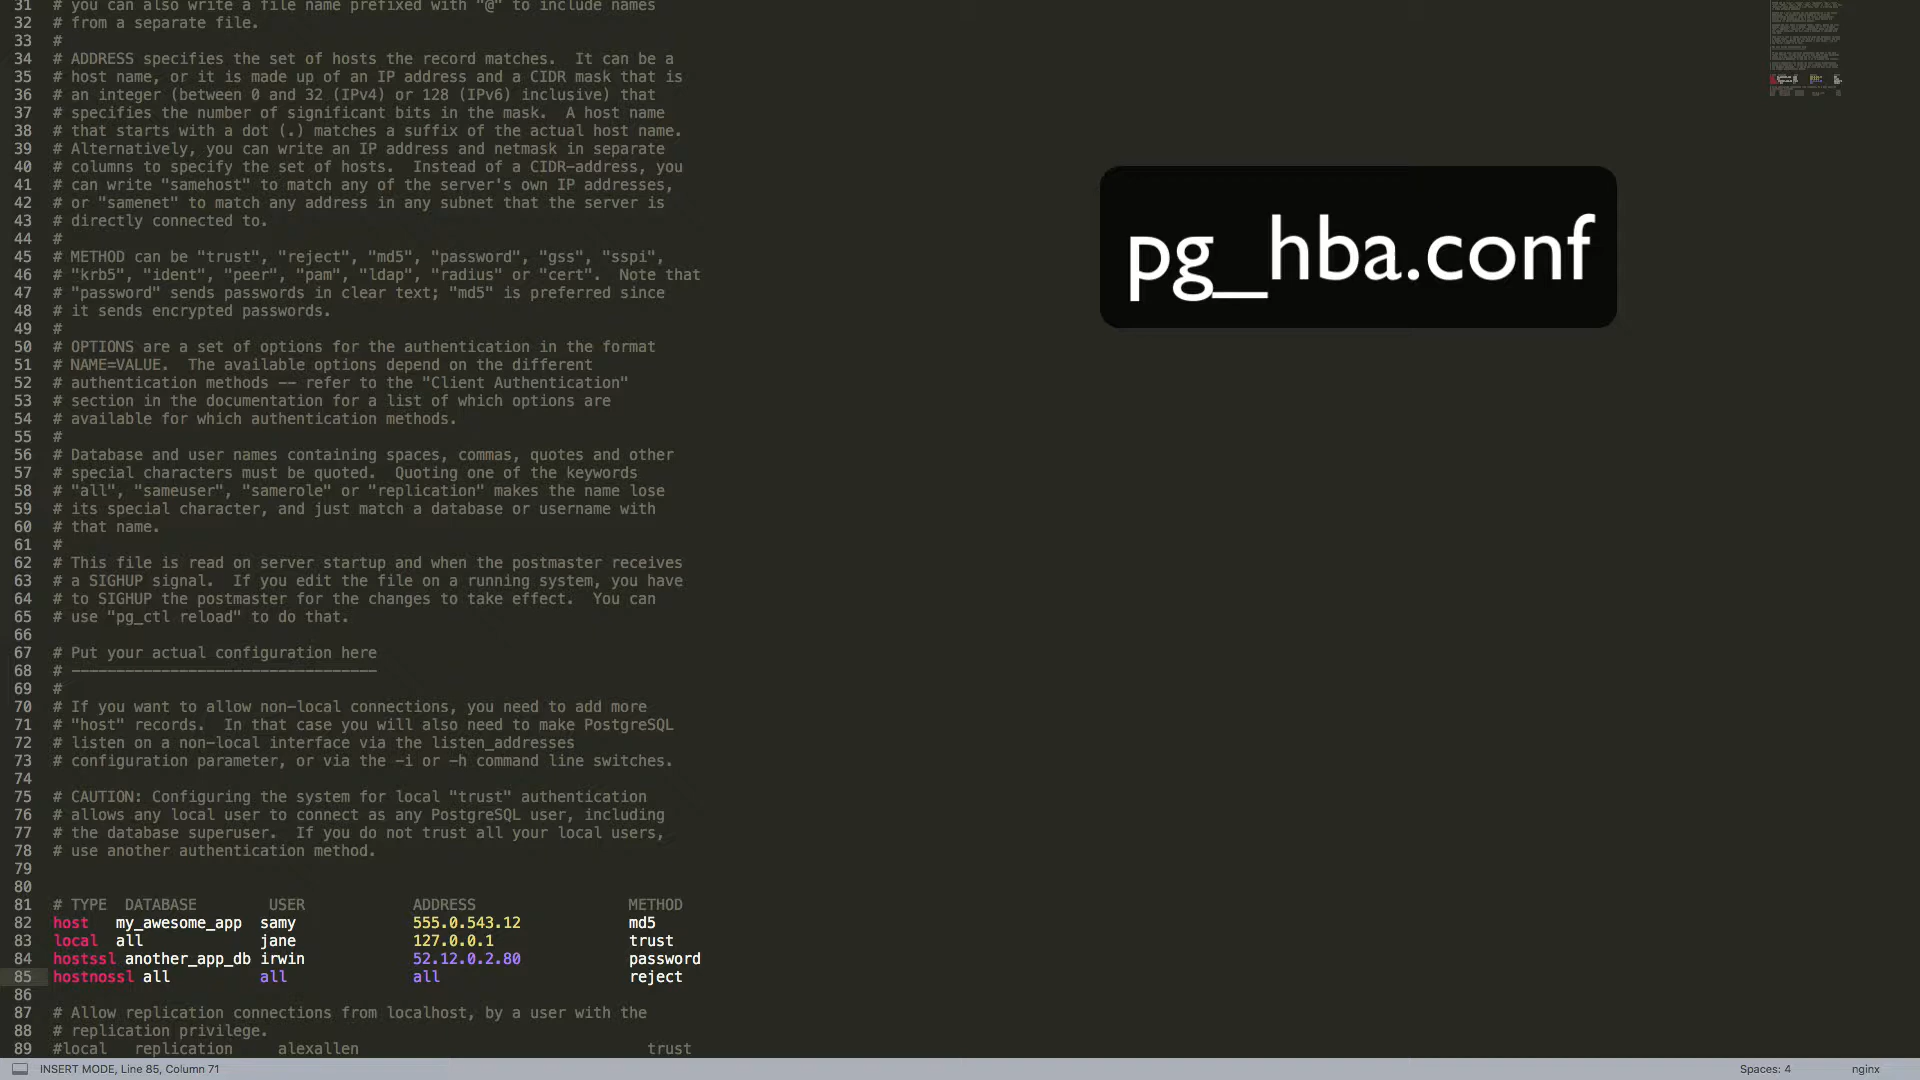 31 # you can also write a file name prefixed with "@" to include names
32 # from a separate file.
33 #
34 # ADDRESS specifies the set of hosts the record matches.  It can be a
35 # host name, or it is made up of an IP address and a CIDR mask that is
36 # an integer (between 0 and 32 (IPv4) or 128 (IPv6) inclusive) that
37 # specifies the number of significant bits in the mask.  A host name
38 # that starts with a dot (.) matches a suffix of the actual host name.
39 # Alternatively, you can write an IP address and netmask in separate
40 # columns to specify the set of hosts.  Instead of a CIDR-address, you
41 # can write "samehost" to match any of the server's own IP addresses,
42 # or "samenet" to match any address in any subnet that the server is
43 # directly connected to.
44 #
45 # METHOD can be "trust", "reject", "md5", "password", "gss", "sspi",
46 # "krb5", "ident", "peer", "pam", "ldap", "radius" or "cert".  Note that
47 # "password" sends passwords in clear text; "md5" is preferred since
48 # it sends encrypted passwords.
49 #
50 # OPTIONS are a set of options for the authentication in the format
51 # NAME=VALUE.  The available options depend on the different
52 # authentication methods -- refer to the "Client Authentication"
53 # section in the documentation for a list of which options are
54 # available for which authentication methods.
55 #
56 # Database and user names containing spaces, commas, quotes and other
57 # special characters must be quoted.  Quoting one of the keywords
58 # "all", "sameuser", "samerole" or "replication" makes the name lose
59 # its special character, and just match a database or username with
60 # that name.
61 #
62 # This file is read on server startup and when the postmaster receives
63 # a SIGHUP signal.  If you edit the file on a running system, you have
64 # to SIGHUP the postmaster for the changes to take effect.  You can
65 # use "pg_ctl reload" to do that.
66
67 # Put your actual configuration here
68 # ----------------------------------
69 #
70 # If you want to allow non-local connections, you need to add more
71 # "host" records.  In that case you will also need to make PostgreSQL
72 # listen on a non-local interface via the listen_addresses
73 # configuration parameter, or via the -i or -h command line switches.
74
75 # CAUTION: Configuring the system for local "trust" authentication
76 # allows any local user to connect as any PostgreSQL user, including
77 # the database superuser.  If you do not trust all your local users,
78 # use another authentication method.
79
80
81 # TYPE  DATABASE        USER            ADDRESS                 METHOD
82 host   my_awesome_app  samy             555.0.543.12            md5
83 local  all             jane             127.0.0.1               trust
84 hostssl another_app_db irwin            52.12.0.2.80            password
85 hostnossl all          all              all                     reject
86
87 # Allow replication connections from localhost, by a user with the
88 # replication privilege.
89 #local   replication     alexallen                                trust
pg_hba.conf
INSERT MODE, Line 85, Column 71
Spaces: 4
nginx